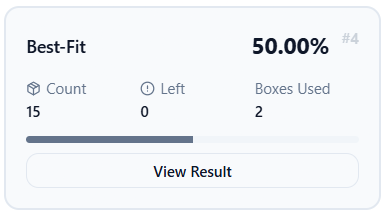 Best-Fit 50.00% #4
Count Left Boxes Used
15 0 2
View Result